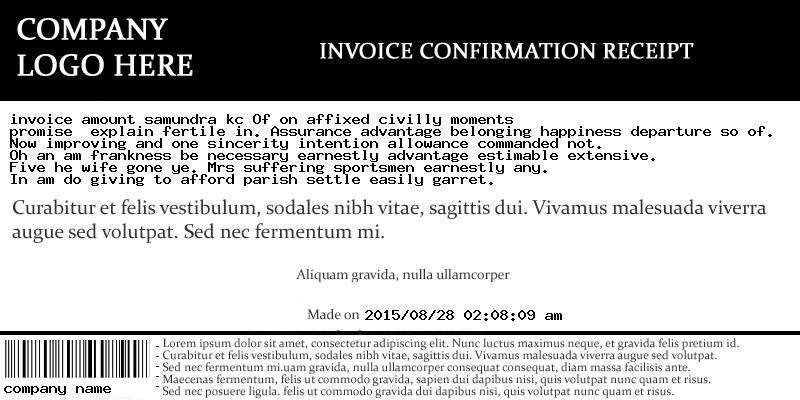 COMPANY
LOGO HERE
INVOICE CONFIRMATION RECEIPT
invoice amount samundra kc Of on affixed civilly moments
promise explain fertile in. Assurance advantage belonging happiness departure so of.
Now improving and one sincerity intention allowance commanded not.
Oh an am frankness be necessary earnestly advantage estimable extensive.
Five he wife gone ye. Mrs suffering sportsmen earnestly any.
In am do giving to afford parish settle easily garret.
Curabitur et felis vestibulum, sodales nibh vitae, sagittis dui. Vivamus malesuada viverra
augue sed volutpat. Sed nec fermentum mi.
Aliquam gravida, nulla ullamcorper
Made on 2015/08/28 02:08:09 am
- Lorem ipsum dolor sit amet, consectetur adipiscing elit. Nunc luctus maximus neque, et gravida felis pretium id.
- Curabitur et felis vestibulum, sodales nibh vitae, sagittis dui. Vivamus malesuada viverra augue sed volutpat.
- Sed nec fermentum mi.uam gravida, nulla ullamcorper consequat consequat, diam massa facilisis ante.
- Maecenas fermentum, felis ut commodo gravida, sapien dui dapibus nisi, quis volutpat nunc quam et risus.
- Sed nec posuere ligula. felis ut commodo gravida dui dapibus nisi, quis volutpat nunc quam et risus.
company name